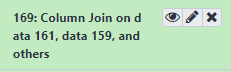 169: Column Join on d
ata 161, data 159, and
others